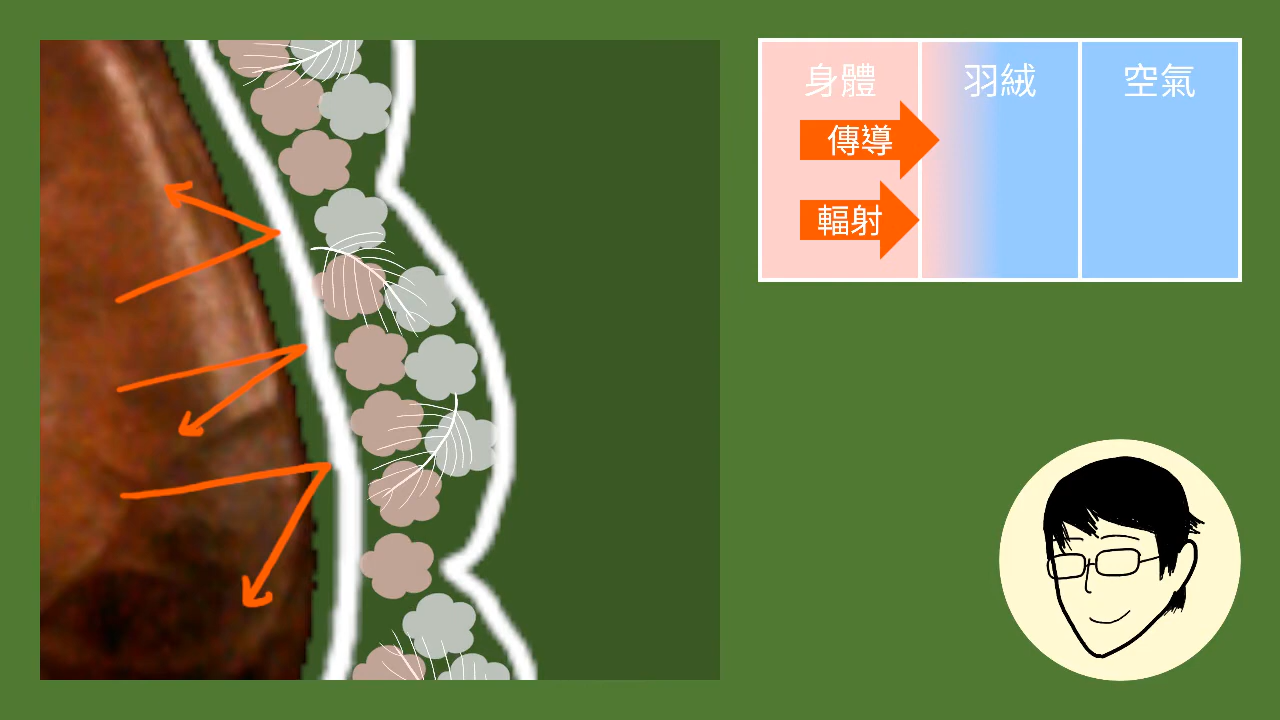 身體 羽絨 空氣
傳導
輻射